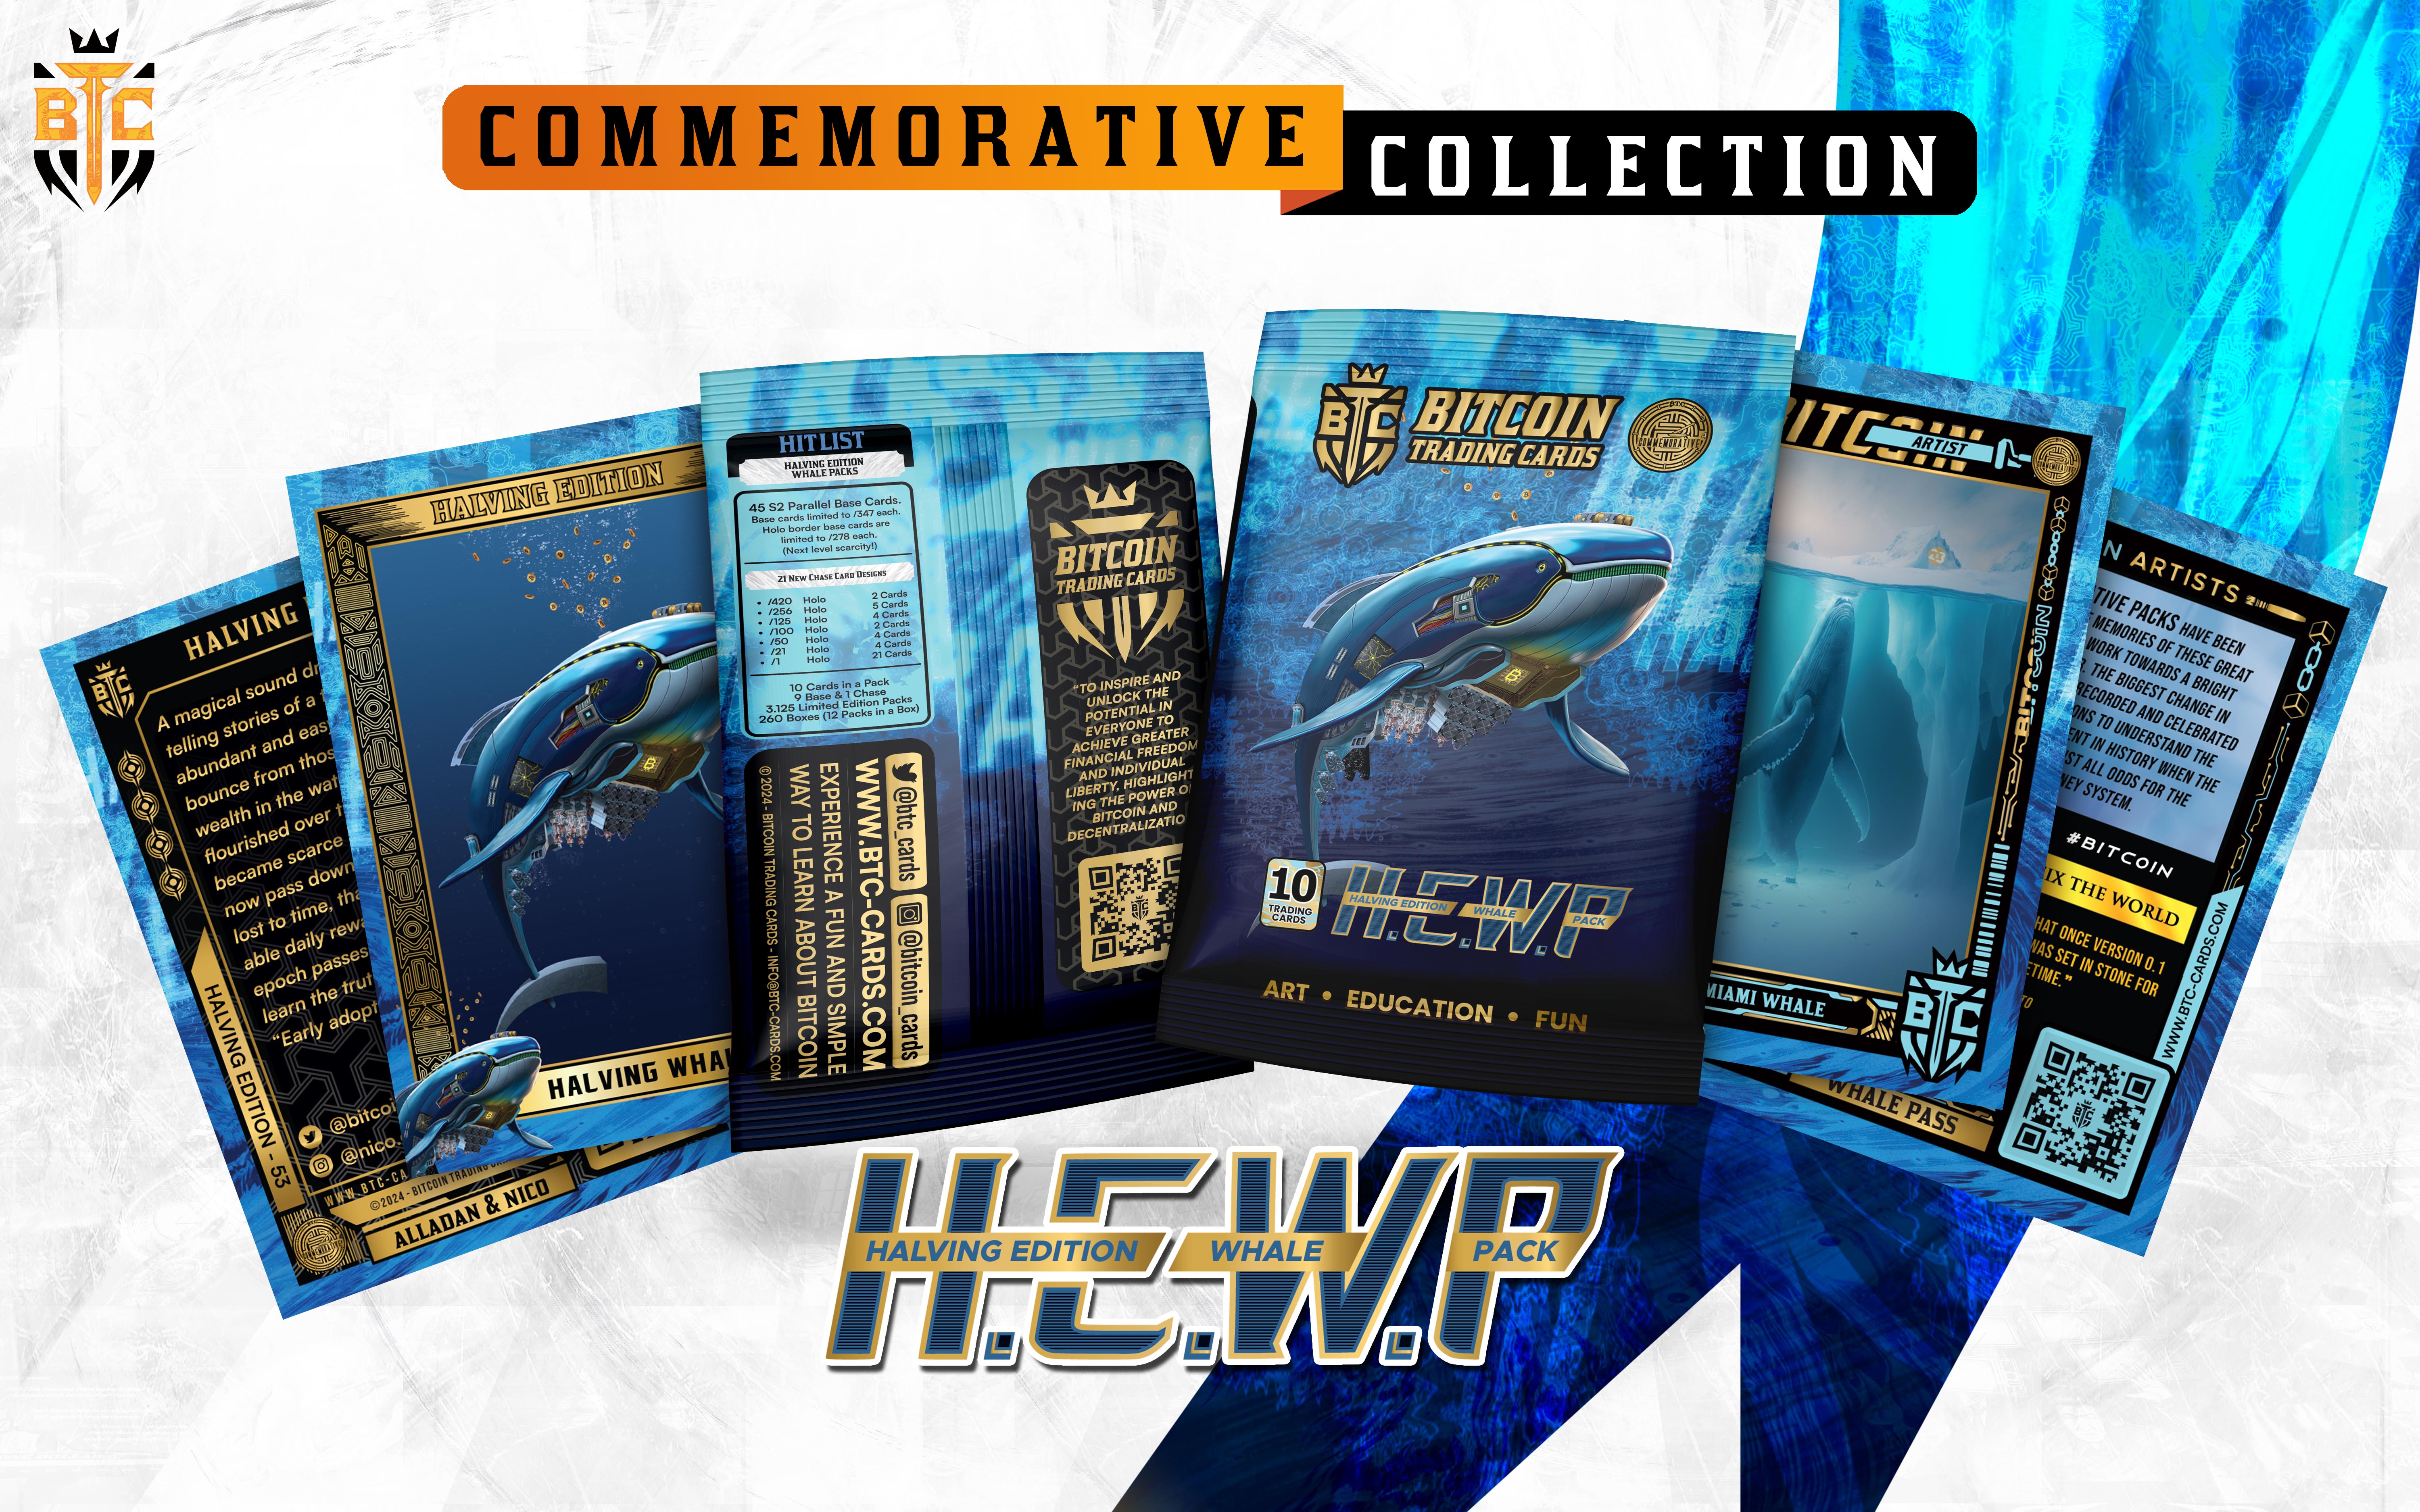 BTC
COMMEMORATIVE
COLLECTION
HALVING
A magical sound
telling stories of a
abundant and
bounce from
wealth in the
flourished over
became scarce
now pass down
lost to time,
able daily
epoch passes
learn the
“Early
HALVING EDITION - 53
©2024 - BITCOIN TRADING
ALLADAN & NICO
HALVING EDITION
HALVING
HITLIST
HALVING EDITION
WHALE PACKS
45 S2 Parallel Base Cards.
Base cards limited to /347 each.
Holo border base cards are
limited to /278 each.
(Next level scarcity!)
21 New Chase Card Designs
• /420 Holo 2 Cards
• /256 Holo 5 Cards
• /125 Holo 4 Cards
• /100 Holo 2 Cards
• /50 Holo 4 Cards
• /21 Holo 4 Cards
• /1 Holo 21 Cards
10 Cards in a Pack
9 Base & 1 Chase
3.125 Limited Edition Packs
260 Boxes (12 Packs in a Box)
@btc_cards @bitcoin_cards
WWW.BTC-CARDS.COM
EXPERIENCE A FUN AND SIMPLE
WAY TO LEARN ABOUT BITCOIN
©2024 - BITCOIN TRADING CARDS - INFO@BTC-CARDS.COM
BITCOIN
TRADING CARDS
“TO INSPIRE AND
UNLOCK THE
POTENTIAL IN
EVERYONE TO
ACHIEVE GREATER
FINANCIAL FREEDOM
AND INDIVIDUAL
LIBERTY, HIGHLIGHT
ING THE POWER OF
BITCOIN AND
DECENTRALIZATIO
BTC
BITCOIN
TRADING CARDS
COMMEMORATIVE
10
TRADING
CARDS
H.E.W.P
HALVING EDITION WHALE PACK
ART • EDUCATION • FUN
ARTIST
BITCOIN
MIAMI WHALE
BTC
N ARTISTS
TIVE PACKS HAVE BEEN
MEMORIES OF THESE GREAT
WORK TOWARDS A BRIGHT
THE BIGGEST CHANGE IN
RECORDED AND CELEBRATED
ONS TO UNDERSTAND THE
ENT IN HISTORY WHEN THE
ST ALL ODDS FOR THE
NEY SYSTEM.
#BITCOIN
IX THE WORLD
HAT ONCE VERSION 0.1
WAS SET IN STONE FOR
ETIME.”
WWW.BTC-CARDS.COM
WHALE PASS
H.E.W.P
HALVING EDITION WHALE PACK